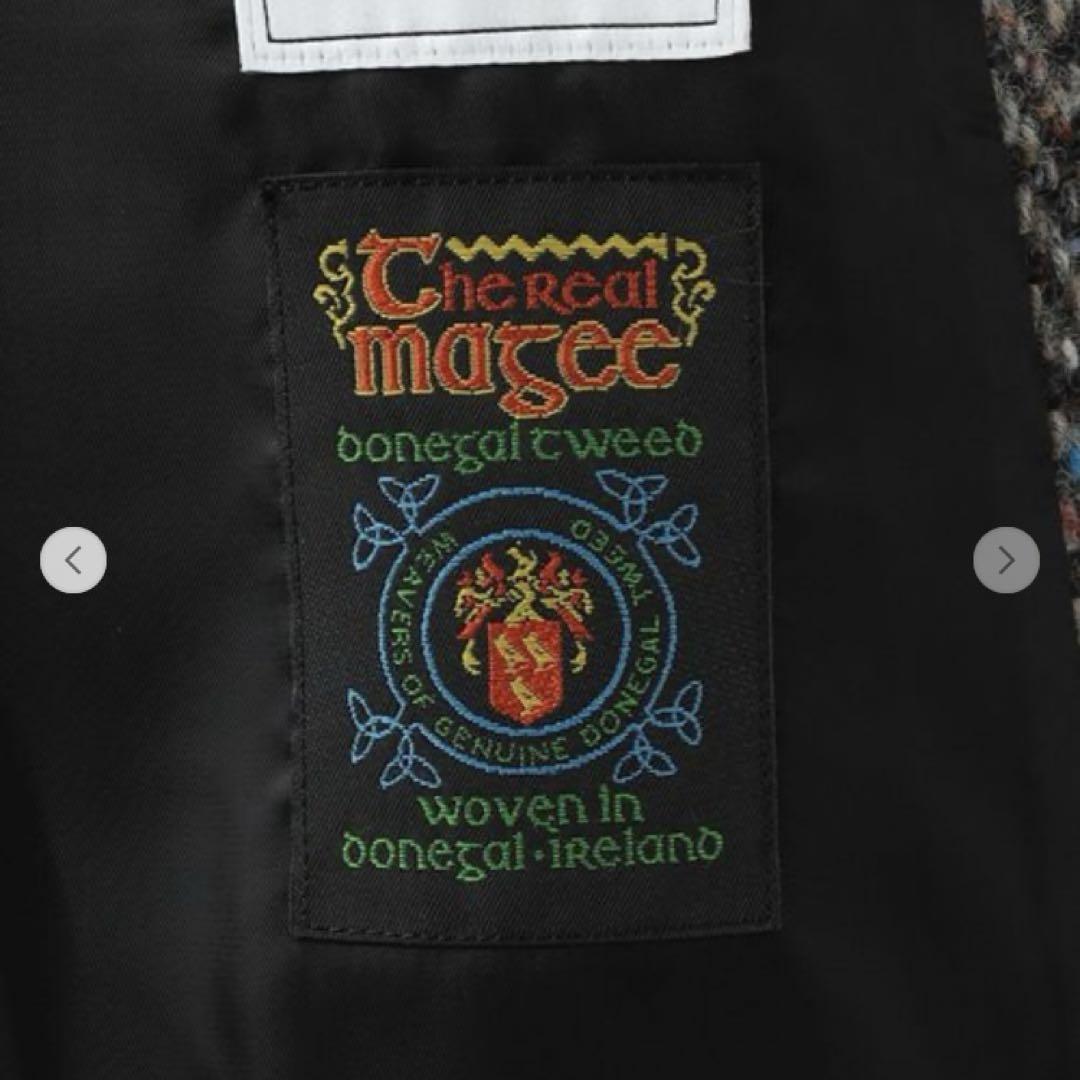 The Real
magee
donegal tweed
WEAVERS OF GENUINE DONEGAL TWEED
woven in
donegal·ireland